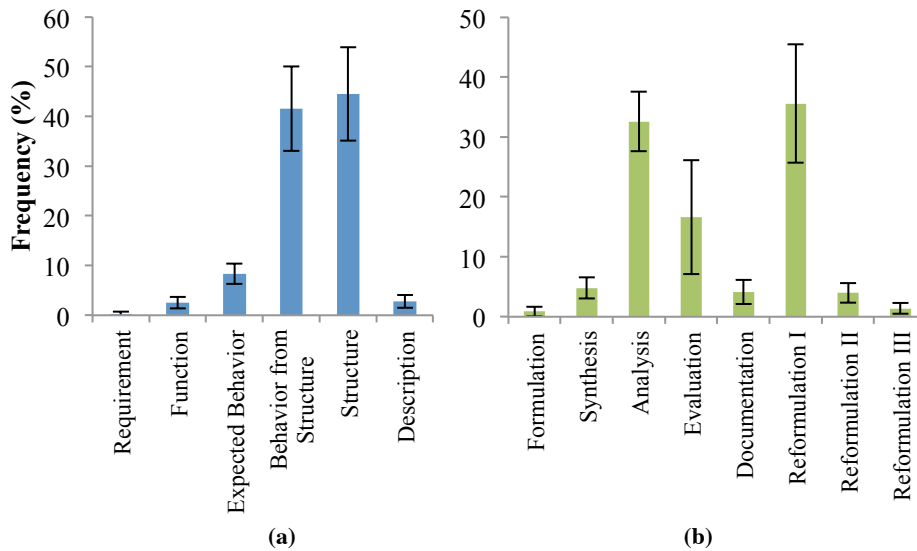 Frequency (%)
60
50
40
30
20
10
0
Requirement
Function
Expected Behavior
Behavior from
Structure
Structure
Description
(a)
50
40
30
20
10
0
Formulation
Synthesis
Analysis
Evaluation
Documentation
Reformulation I
Reformulation II
Reformulation III
(b)